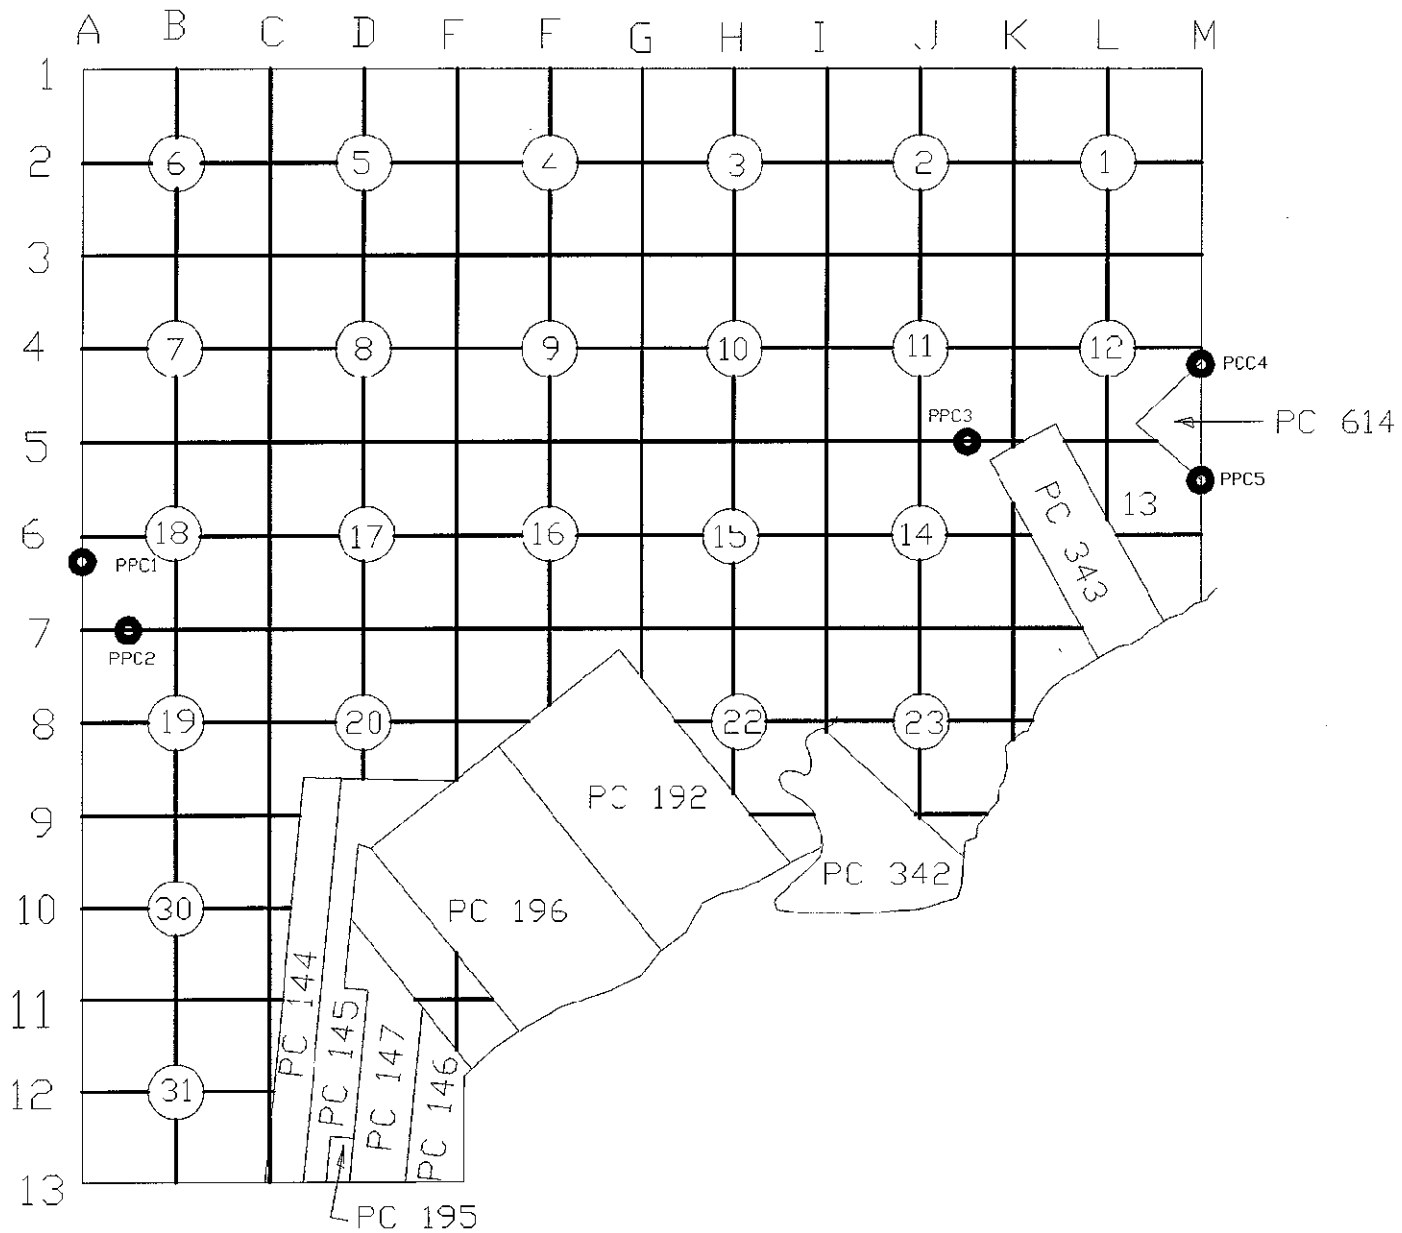 A B C D F F G H I J K L M
1
2 6 5 4 3 2 1
3
4 7 8 9 10 11 12
PCC4
PPC3
PC 614
5
PPC5
PC 343
13
6 18 17 16 15 14
PPC1
7
PPC2
8 19 20 22 23
PC 192
9
PC 342
10 30 PC 196
11
PC 144
PC 145
PC 147
PC 146
12 31
13
PC 195